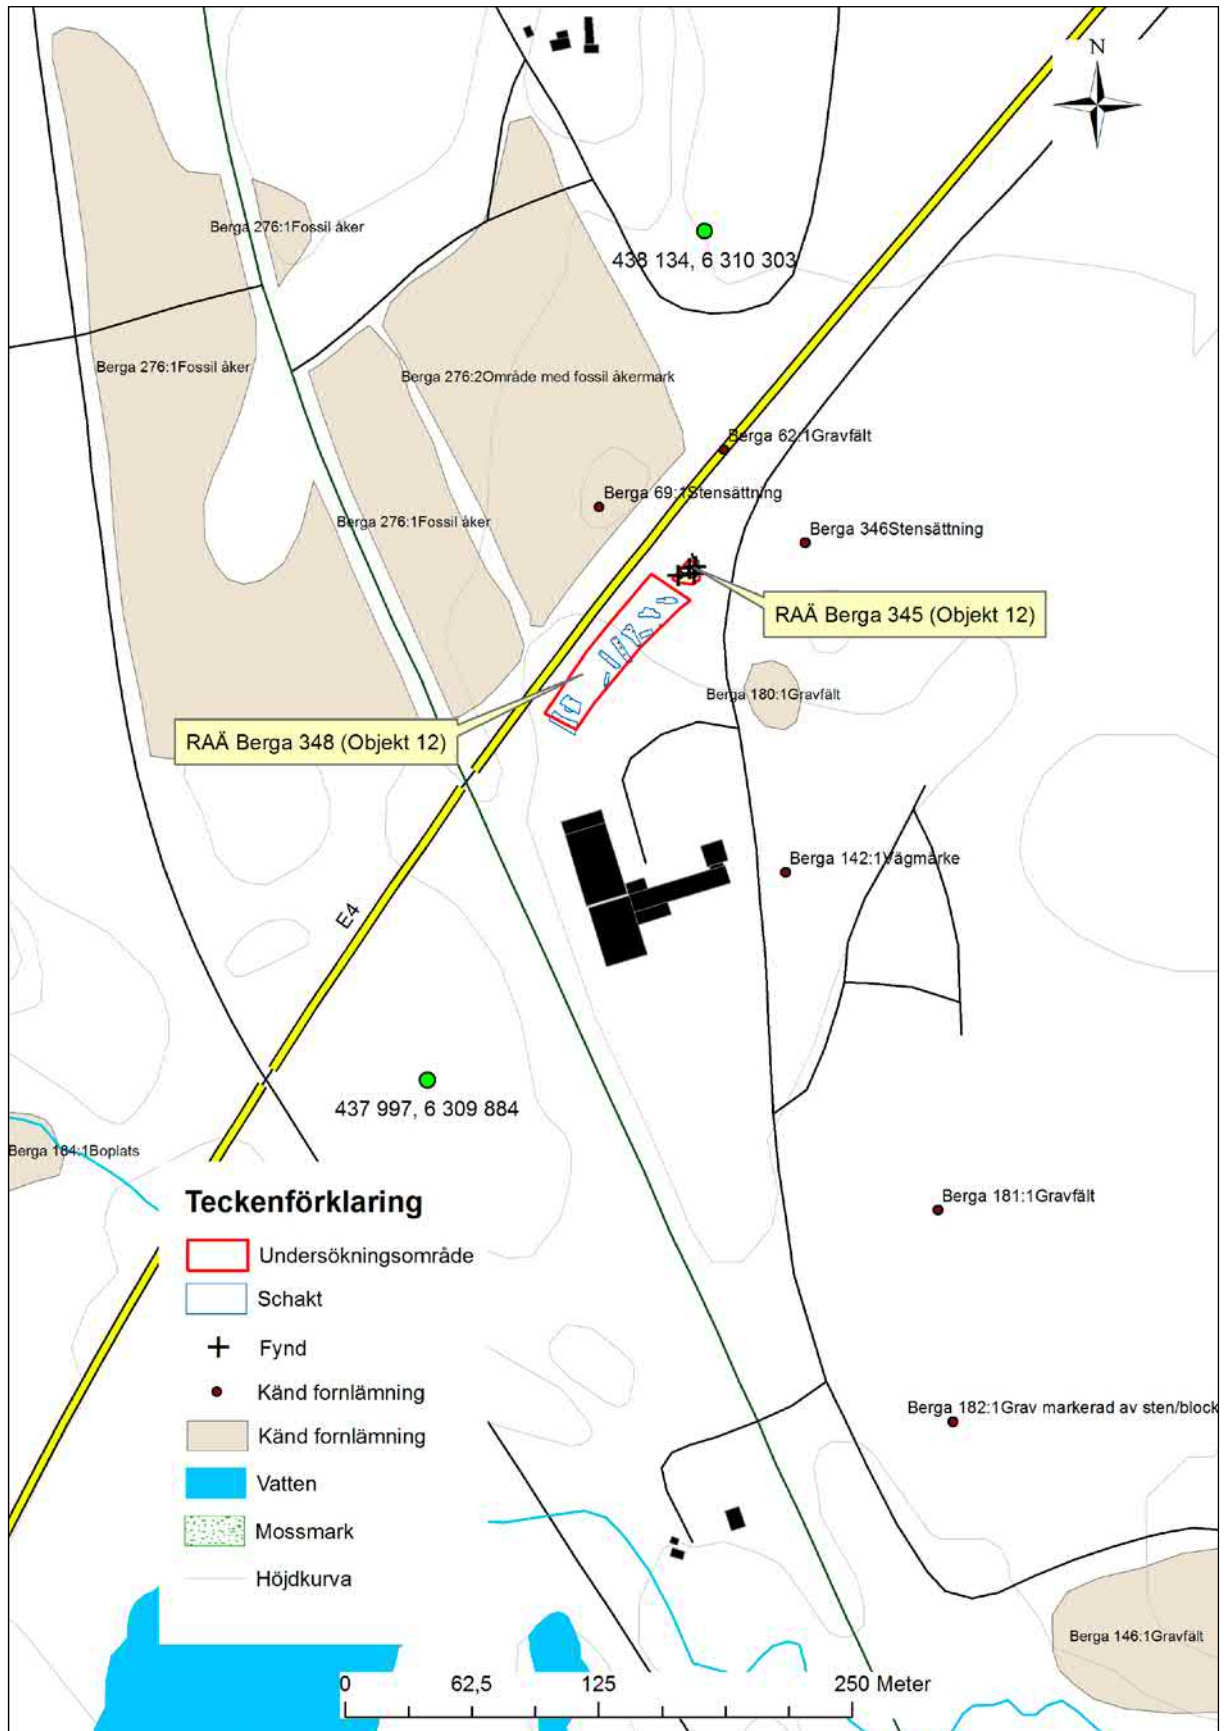 N
Berga 276:1Fossil åker
438 134, 6 310 303
Berga 276:1Fossil åker
Berga 276:2Område med fossil åkermark
Berga 62:1Gravfält
Berga 69:1Stensättning
Berga 276:1Fossil åker
Berga 346Stensättning
RAÄ Berga 345 (Objekt 12)
Berga 180:1Gravfält
RAÄ Berga 348 (Objekt 12)
Berga 142:1Vägmärke
E4
437 997, 6 309 884
Berga 184:1Boplats
Berga 181:1Gravfält
Teckenförklaring
Undersökningsområde
Schakt
Fynd
Känd fornlämning
Känd fornlämning
Vatten
Mossmark
Höjdkurva
Berga 182:1Grav markerad av sten/block
Berga 146:1Gravfält
0 62,5 125 250 Meter